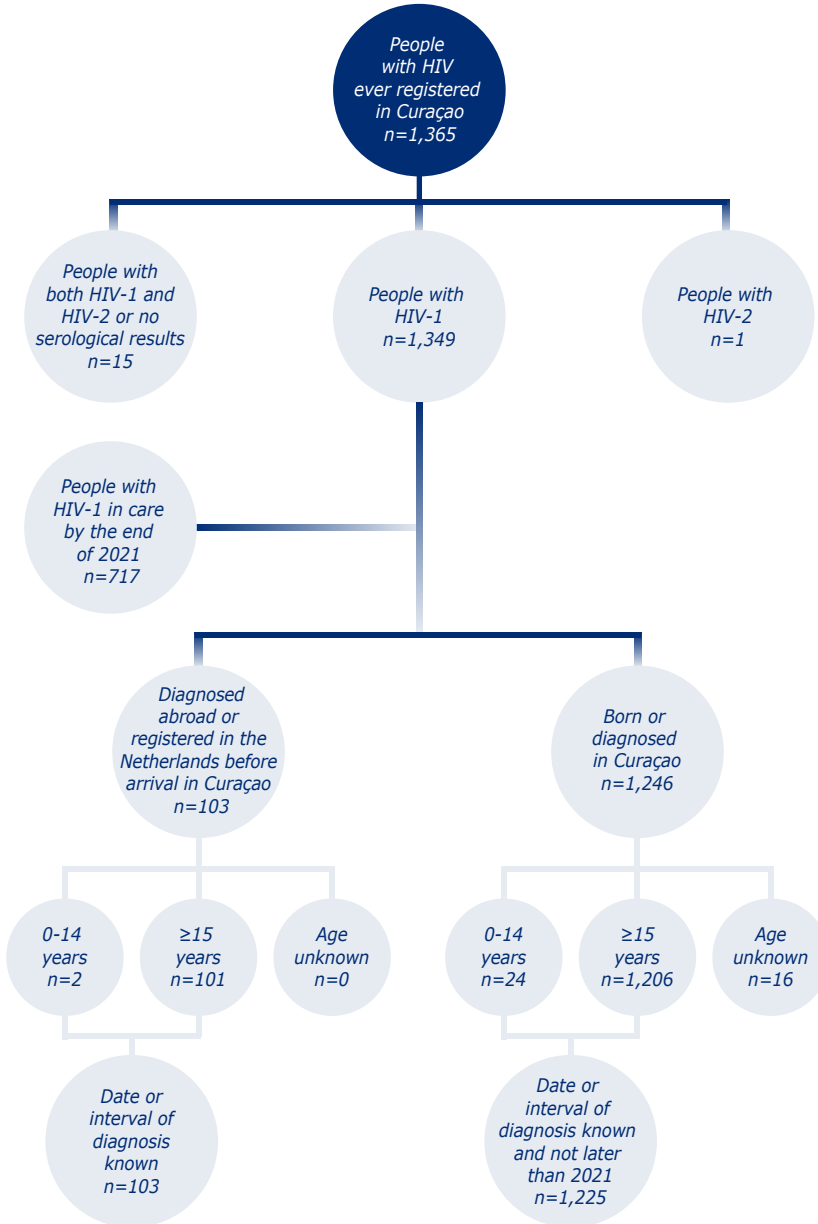 People
with HIV
ever registered
in Curaçao
n=1,365
People with
both HIV-1 and
HIV-2 or no
serological results
n=15
People with
HIV-1
n=1,349
People with
HIV-2
n=1
People with
HIV-1 in care
by the end
of 2021
n=717
Diagnosed
abroad or
registered in the
Netherlands before
arrival in Curaçao
n=103
Born or
diagnosed
in Curaçao
n=1,246
0-14
years
n=2
≥15
years
n=101
Age
unknown
n=0
0-14
years
n=24
≥15
years
n=1,206
Age
unknown
n=16
Date or
interval of
diagnosis
known
n=103
Date or
interval of
diagnosis known
and not later
than 2021
n=1,225